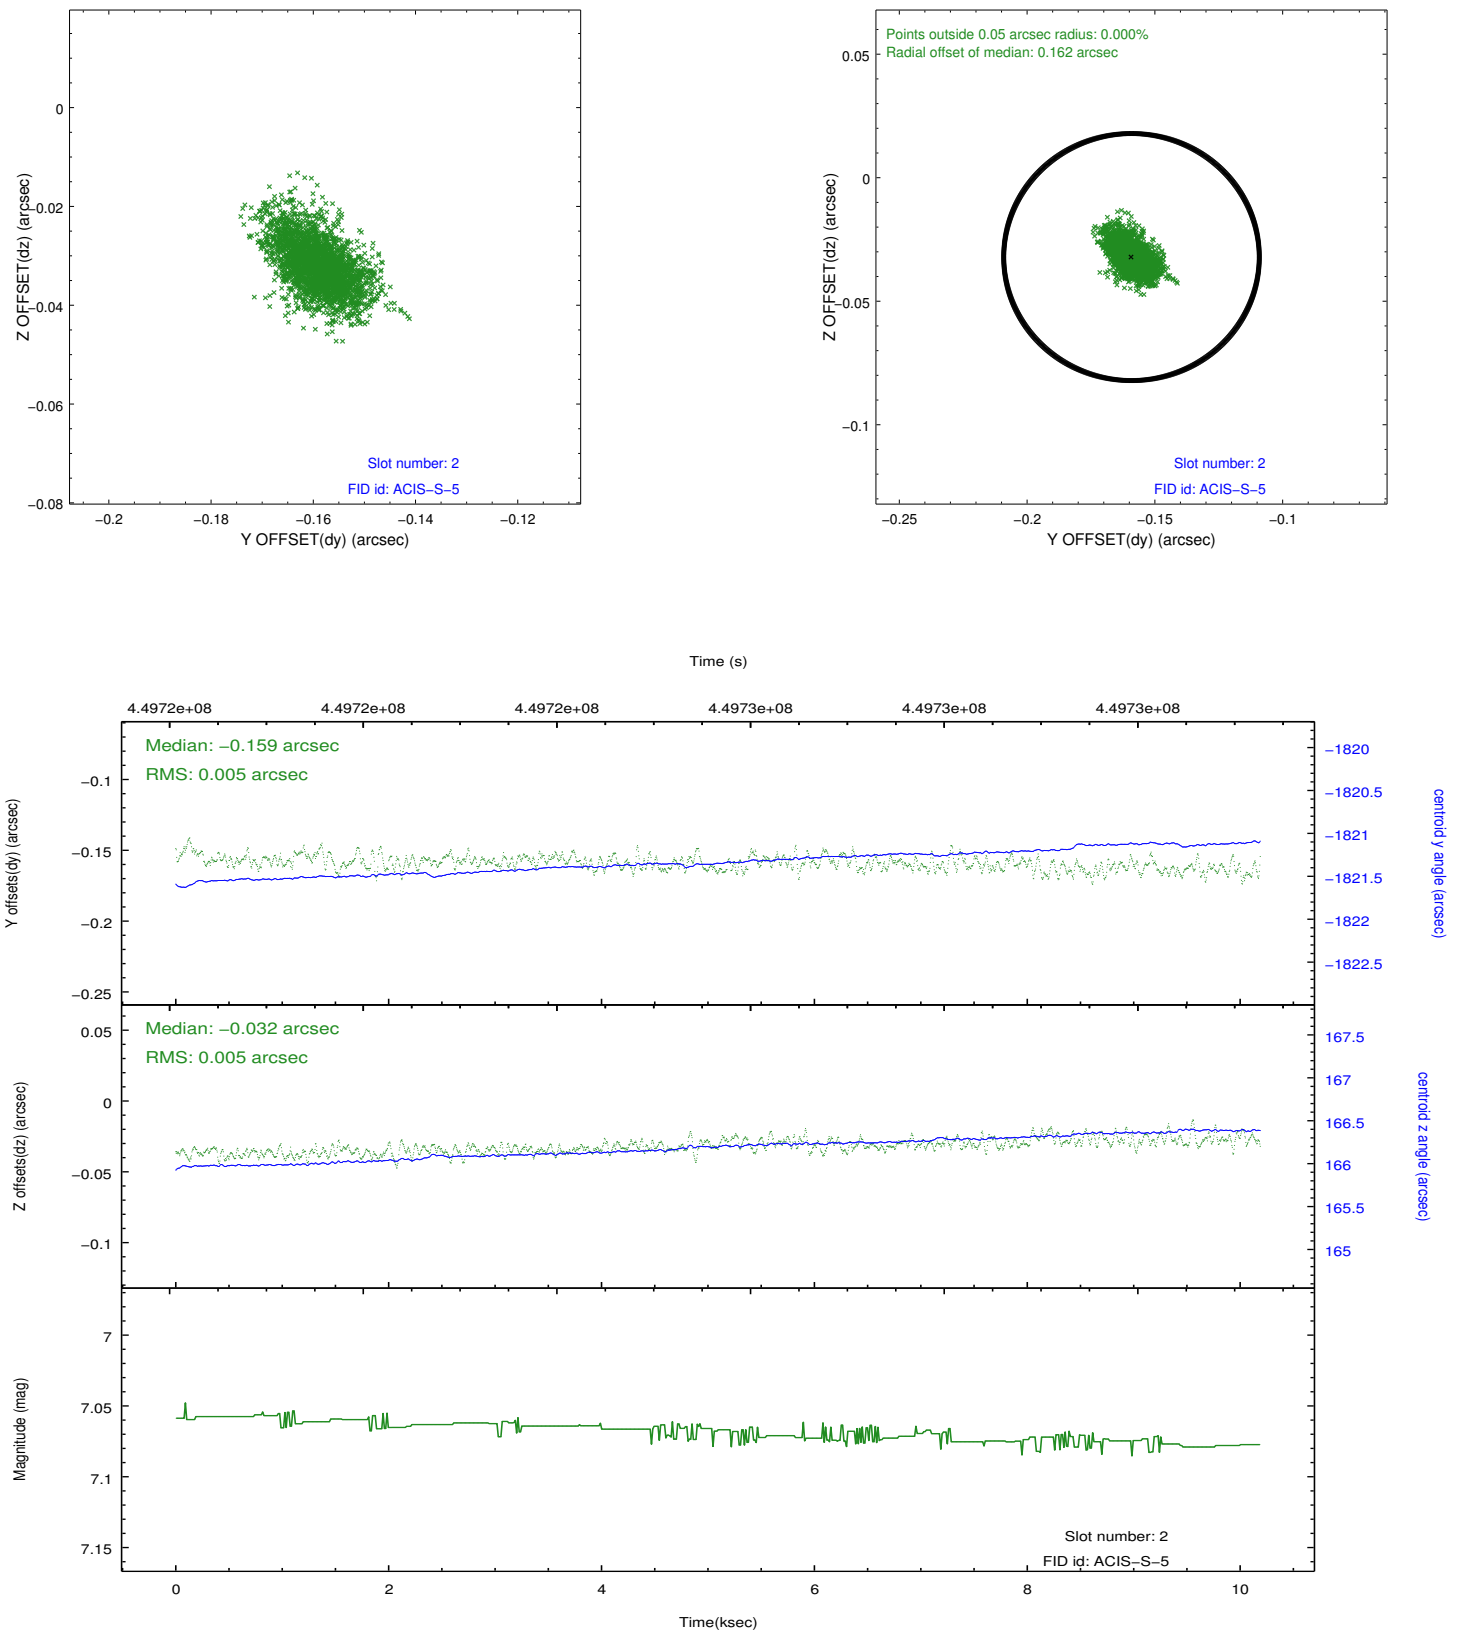 Points outside 0.05 arcsec radius: 0.000%
Radial offset of median: 0.162 arcsec
0
−0.02
−0.04
−0.06
−0.08
Z OFFSET(dz) (arcsec)
Slot number: 2
FID id: ACIS−S−5
−0.2
−0.18
−0.16
−0.14
−0.12
Y OFFSET(dy) (arcsec)
0.05
0
−0.05
−0.1
Z OFFSET(dz) (arcsec)
Slot number: 2
FID id: ACIS−S−5
−0.25
−0.2
−0.15
−0.1
Y OFFSET(dy) (arcsec)
Time (s)
4.4972e+08
4.4972e+08
4.4972e+08
4.4973e+08
4.4973e+08
4.4973e+08
Median: −0.159 arcsec
RMS: 0.005 arcsec
−0.1
−0.15
−0.2
−0.25
Y offsets(dy) (arcsec)
−1820
−1820.5
−1821
−1821.5
−1822
−1822.5
centroid y angle (arcsec)
Median: −0.032 arcsec
RMS: 0.005 arcsec
0.05
0
−0.05
−0.1
Z offsets(dz) (arcsec)
167.5
167
166.5
166
165.5
165
centroid z angle (arcsec)
7
7.05
7.1
7.15
Magnitude (mag)
Slot number: 2
FID id: ACIS−S−5
0
2
4
6
8
10
Time(ksec)